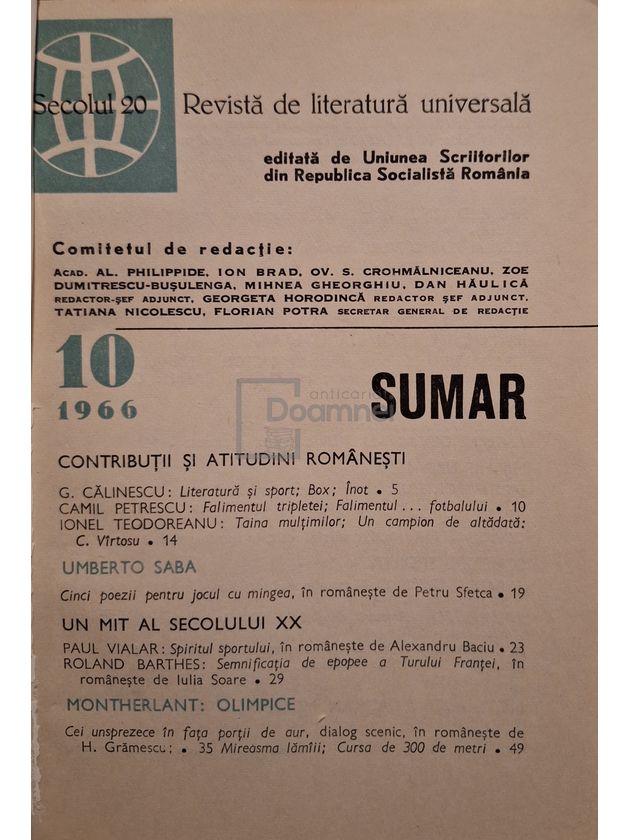 Secolul 20 Revistă de literatură universală
editată de Uniunea Scriitorilor
din Republica Socialistă România
Comitetul de redacție:
ACAD. AL. PHILIPPIDE, ION BRAD, OV. S. CROHMĂLNICEANU, ZOE
DUMITRESCU-BUȘULENGA, MIHNEA GHEORGHIU, DAN HĂULICĂ
REDACTOR-ȘEF ADJUNCT, GEORGETA HORODINCĂ REDACTOR ȘEF ADJUNCT,
TATIANA NICOLESCU, FLORIAN POTRA SECRETAR GENERAL DE REDACȚIE
10
1966
anticariat
Doamnei
SUMAR
CONTRIBUȚII ȘI ATITUDINI ROMÂNEȘTI
G. CĂLINESCU: Literatură și sport; Box; Înot • 5
CAMIL PETRESCU: Falimentul tripletei; Falimentul... fotbalului • 10
IONEL TEODOREANU: Taina mulțimilor; Un campion de altădată:
C. Vîrtosu • 14
UMBERTO SABA
Cinci poezii pentru jocul cu mingea, în românește de Petru Sfetca • 19
UN MIT AL SECOLULUI XX
PAUL VIALAR: Spiritul sportului, în românește de Alexandru Baciu • 23
ROLAND BARTHES: Semnificația de epopee a Turului Franței, în
românește de Iulia Soare • 29
MONTHERLANT: OLIMPICE
Cei unsprezece în fața porții de aur, dialog scenic, în românește de
H. Grămescu; • 35 Mireasma lămîii; Cursa de 300 de metri • 49